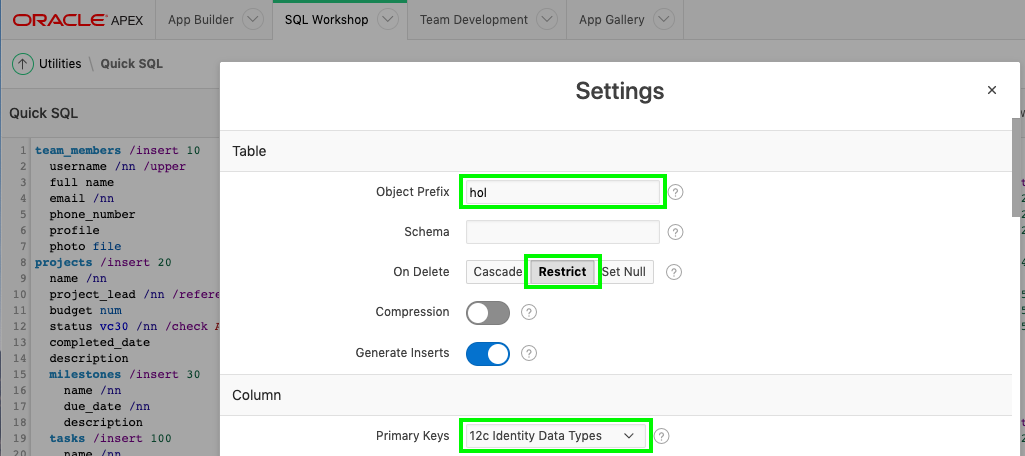 ORACLE APEX App Builder SQL Workshop Team Development App Gallery
Utilities \ Quick SQL
Quick SQL
1 team_members /insert 10
2 username /nn /upper
3 full name
4 email /nn
5 phone_number
6 profile
7 photo file
8 projects /insert 20
9 name /nn
10 project_lead /nn /refere
11 budget num
12 status vc30 /nn /check
13 completed_date
14 description
15 milestones /insert 30
16 name /nn
17 due_date /nn
18 description
19 tasks /insert 100
20 name /nn
Settings ×
Table
Object Prefix hol ?
Schema ?
On Delete Cascade Restrict Set Null ?
Compression ?
Generate Inserts ?
Column
Primary Keys 12c Identity Data Types ?